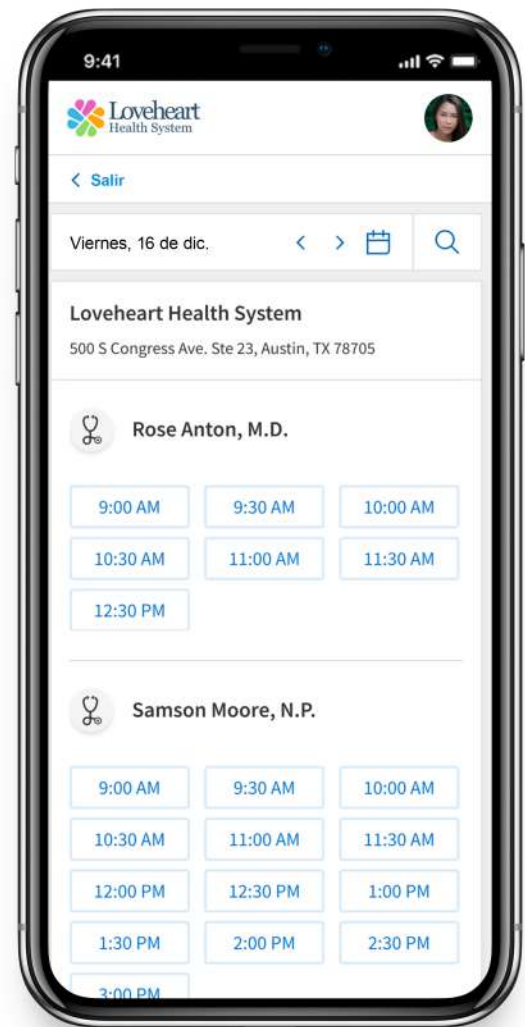 9:41
Loveheart
Health System
Salir
Viernes, 16 de dic.
Loveheart Health System
500 S Congress Ave. Ste 23, Austin, TX 78705
Rose Anton, M.D.
9:00 AM 9:30 AM 10:00 AM
10:30 AM 11:00 AM 11:30 AM
12:30 PM
Samson Moore, N.P.
9:00 AM 9:30 AM 10:00 AM
10:30 AM 11:00 AM 11:30 AM
12:00 PM 12:30 PM 1:00 PM
1:30 PM 2:00 PM 2:30 PM
3:00 PM